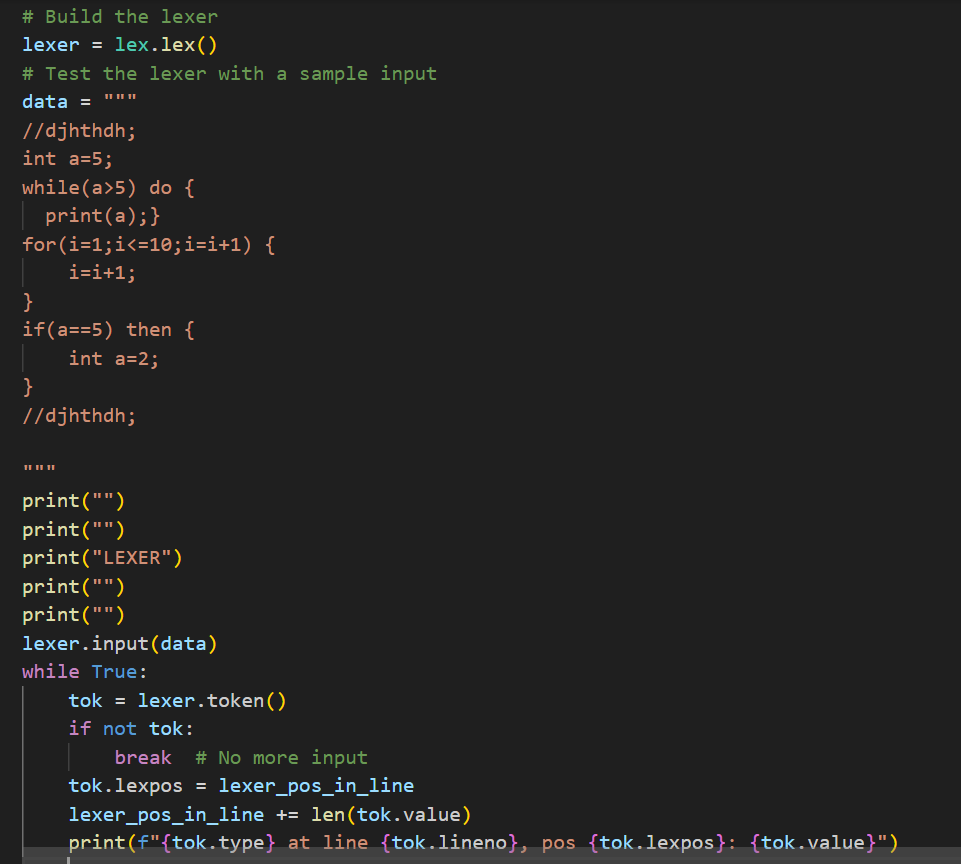 # Build the lexer
lexer = lex.lex()
# Test the lexer with a sample input
data = """
//djhthdh;
int a=5;
while(a>5) do {
  print(a);}
for(i=1;i<=10;i=i+1) {
    i=i+1;
}
if(a==5) then {
    int a=2;
}
//djhthdh;

"""
print("")
print("")
print("LEXER")
print("")
print("")
lexer.input(data)
while True:
    tok = lexer.token()
    if not tok:
        break  # No more input
    tok.lexpos = lexer_pos_in_line
    lexer_pos_in_line += len(tok.value)
    print(f"{tok.type} at line {tok.lineno}, pos {tok.lexpos}: {tok.value}")